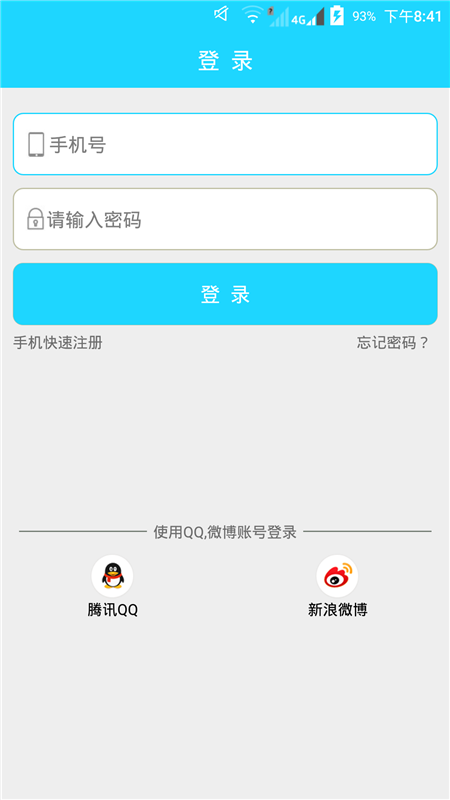 4G 93% 下午8:41
登 录
手机号
请输入密码
登 录
手机快速注册 忘记密码？
使用QQ,微博账号登录
腾讯QQ 新浪微博